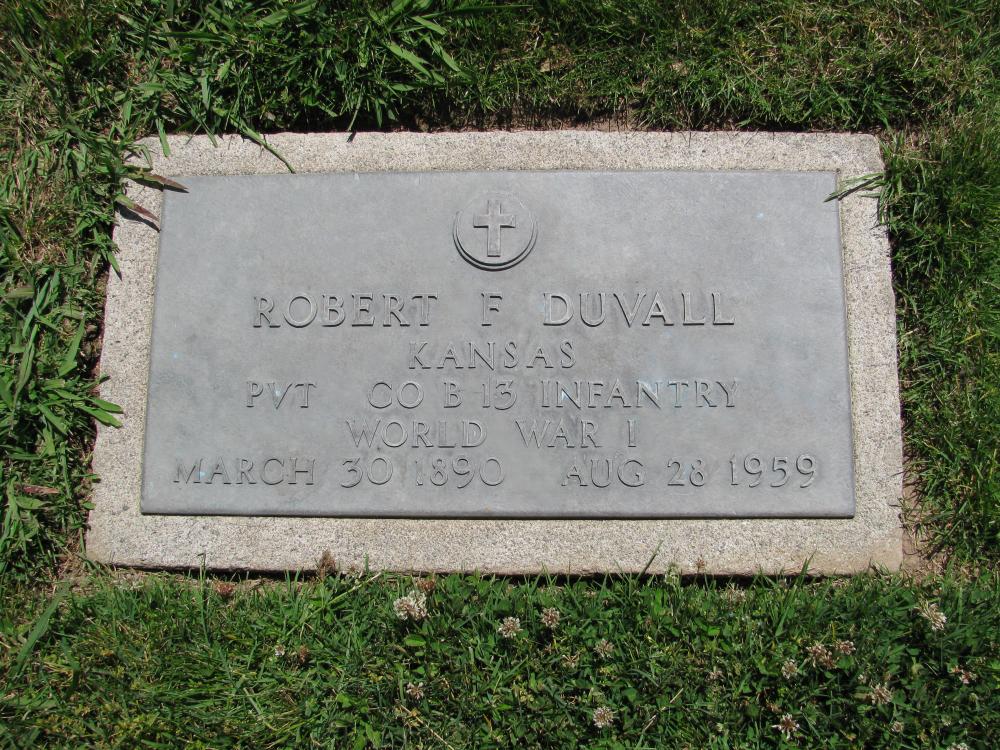 ROBERT F DUVALL
KANSAS
PVT CO B 13 INFANTRY
WORLD WAR I
MARCH 30 1890 AUG 28 1959